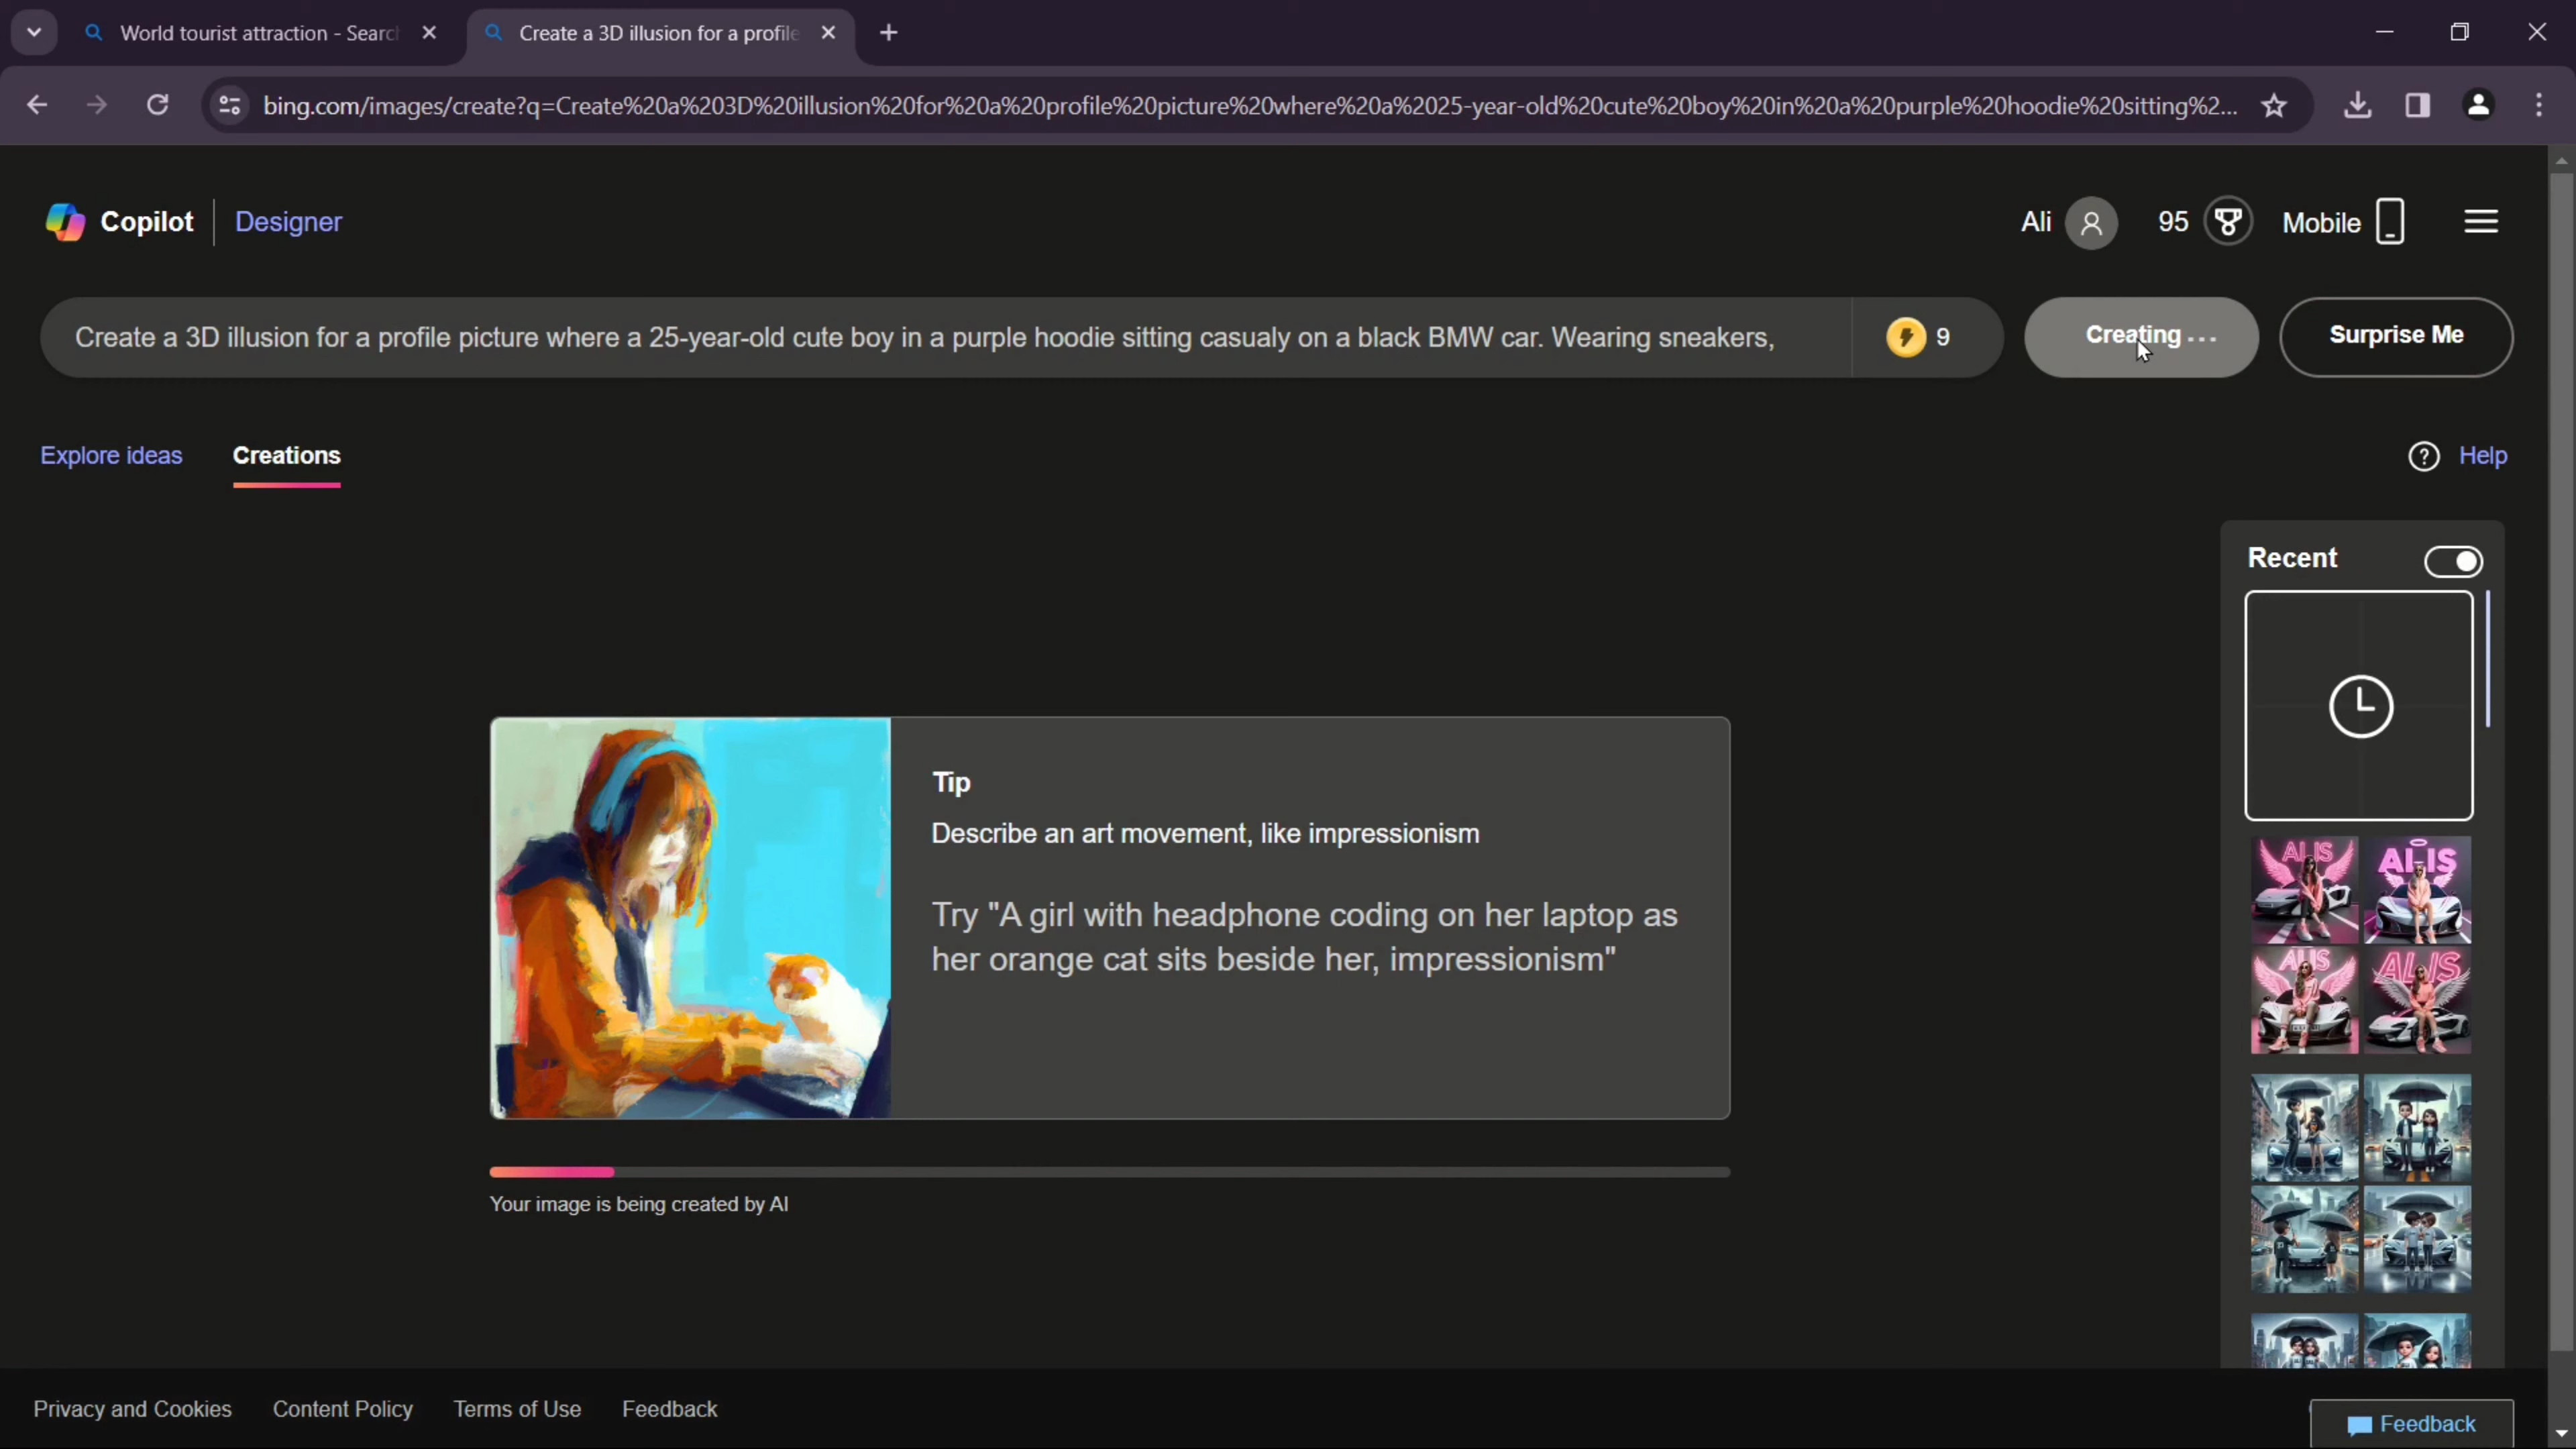 World tourist attraction - Searc
Create a 3D illusion for a profile
bing.com/images/create?q=Create%20a%203D%20illusion%20for%20a%20profile%20picture%20where%20a%2025-year-old%20cute%20boy%20in%20a%20purple%20hoodie%20sitting%2...
Copilot
Designer
Ali
95
Mobile
Create a 3D illusion for a profile picture where a 25-year-old cute boy in a purple hoodie sitting casualy on a black BMW car. Wearing sneakers,
9
Creating ...
Surprise Me
Explore ideas
Creations
Help
Recent
Tip
Describe an art movement, like impressionism
Try "A girl with headphone coding on her laptop as
her orange cat sits beside her, impressionism"
ALIS
Your image is being created by AI
Privacy and Cookies
Content Policy
Terms of Use
Feedback
Feedback